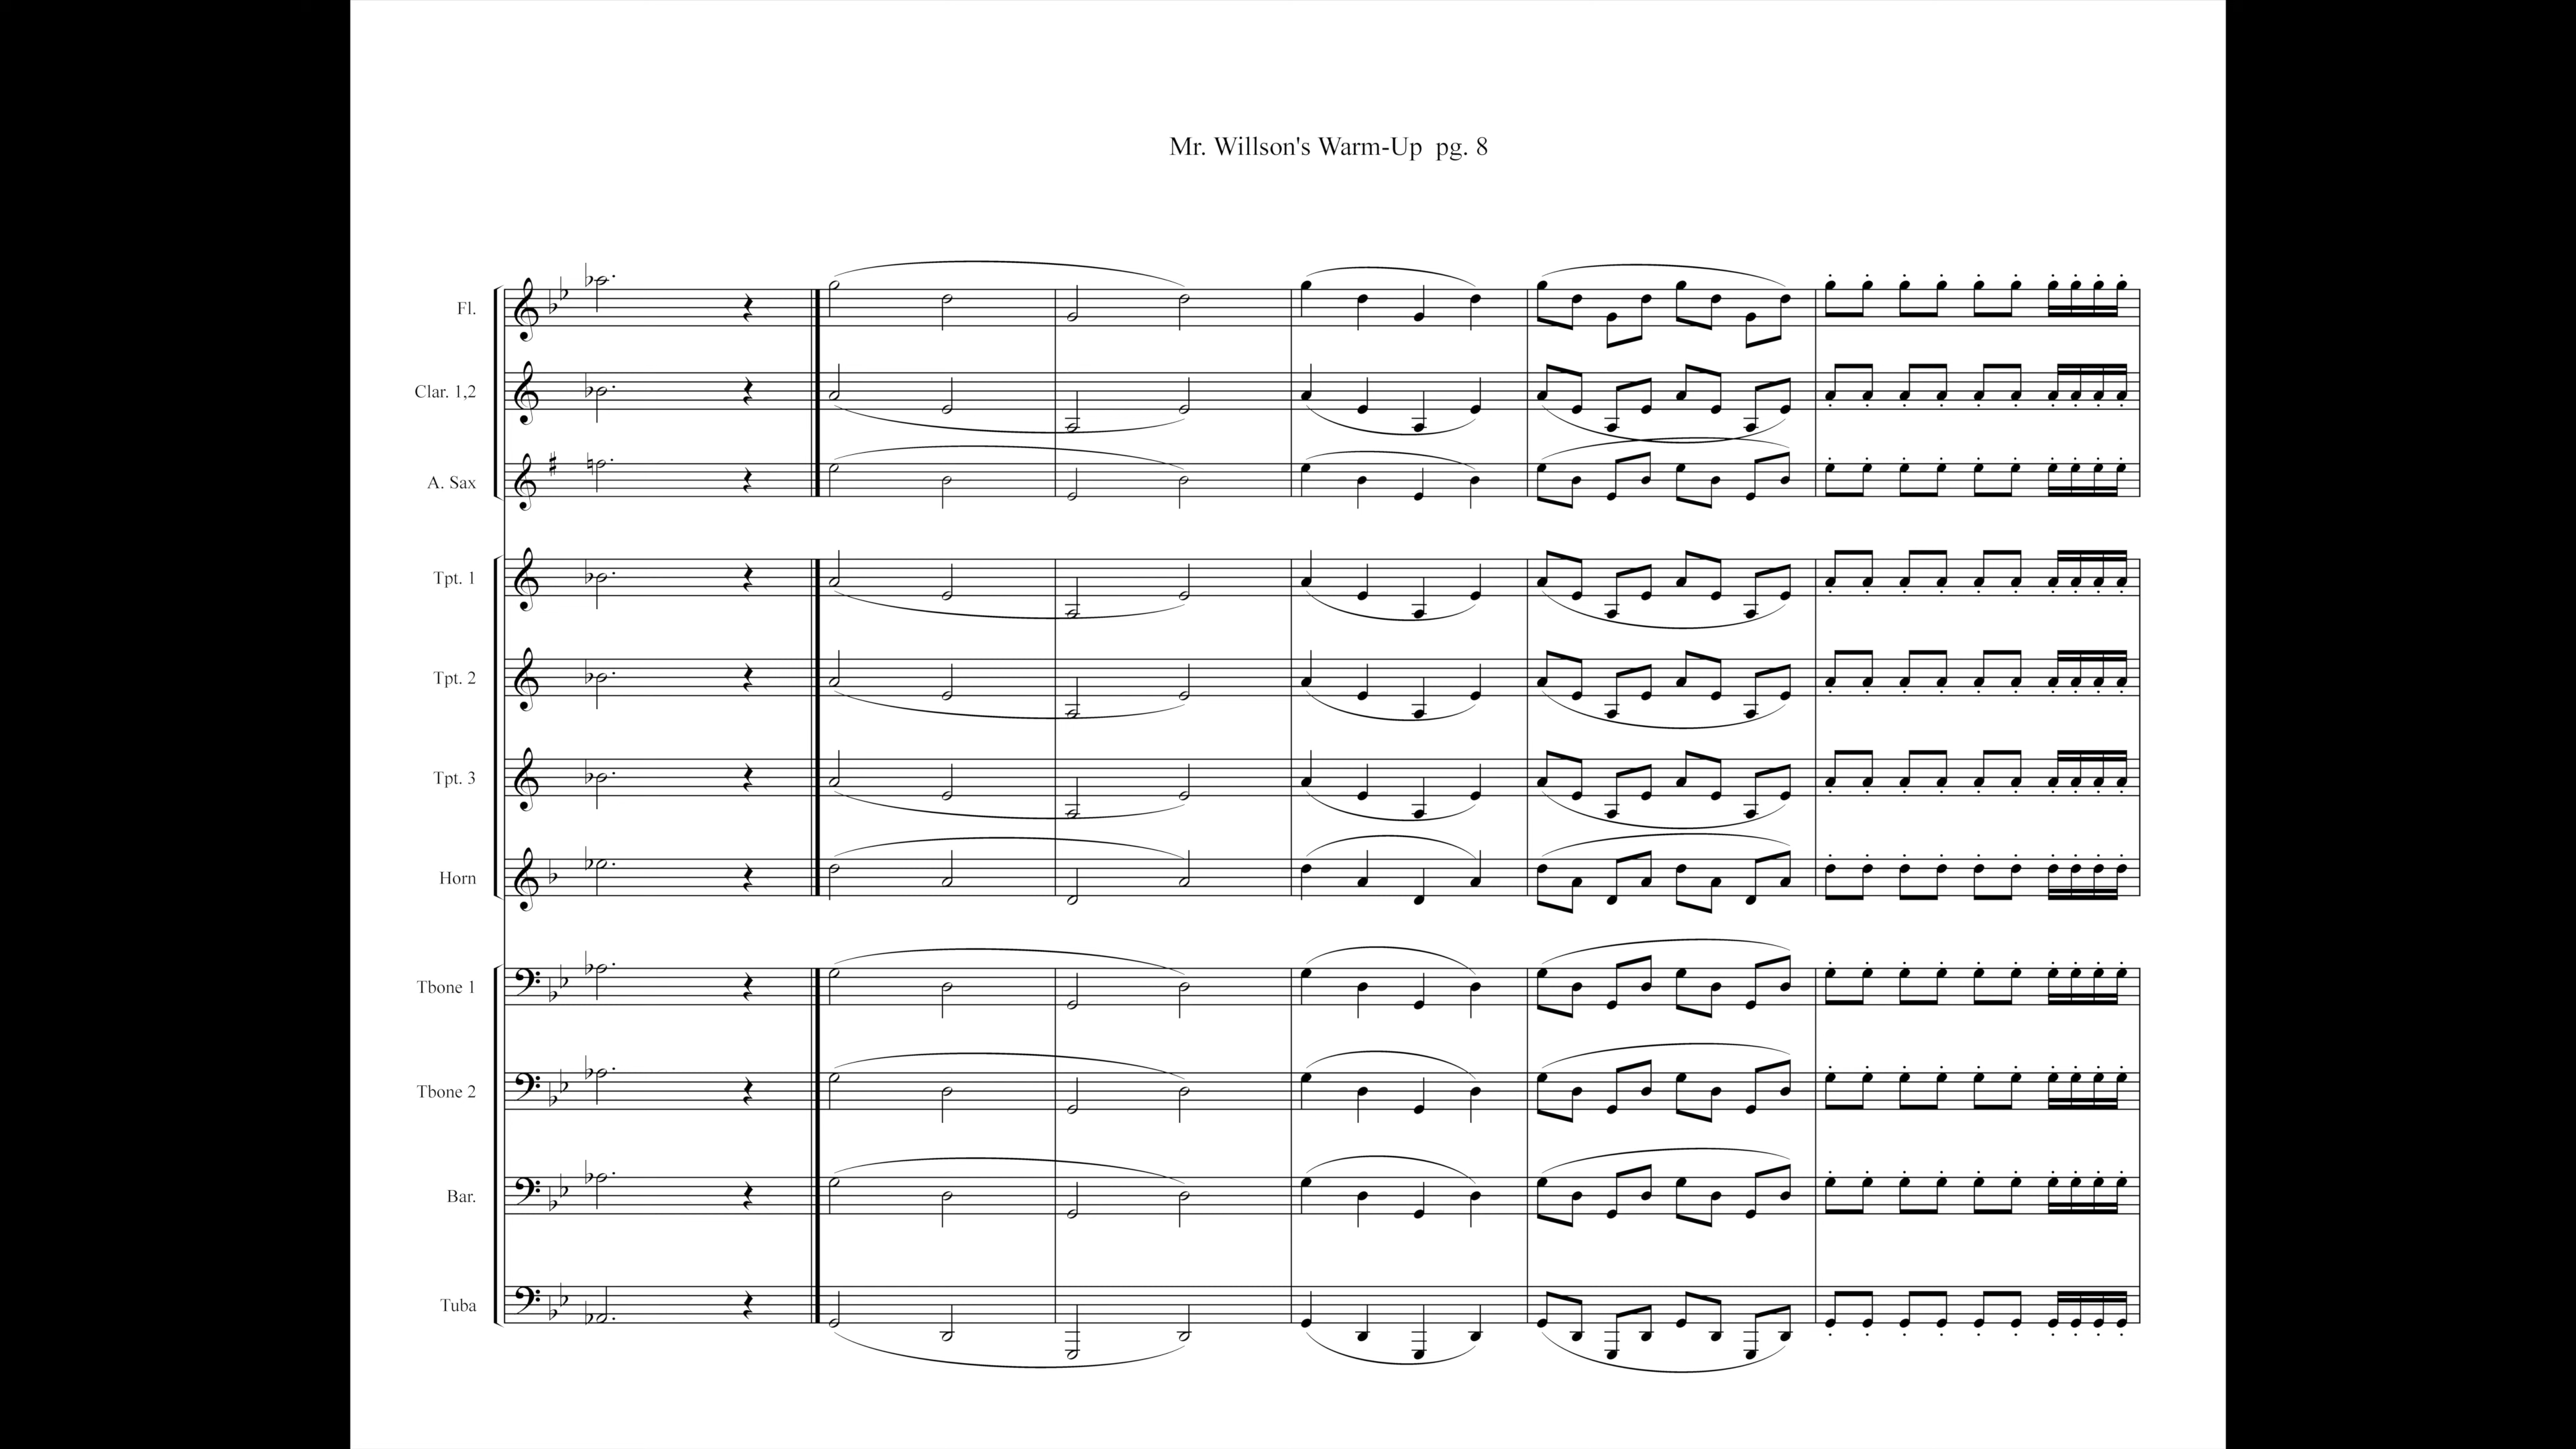 Mr. Willson's Warm-Up pg. 8
Fl.
Clar. 1,2
A. Sax
Tpt. 1
Tpt. 2
Tpt. 3
Horn
Tbone 1
Tbone 2
Bar.
Tuba